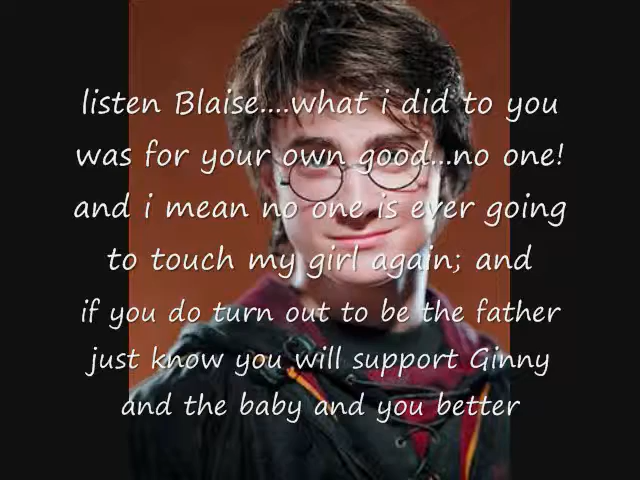 listen Blaise....what i did to you
was for your own good...no one!
and i mean no one is ever going
to touch my girl again; and
if you do turn out to be the father
just know you will support Ginny
and the baby and you better